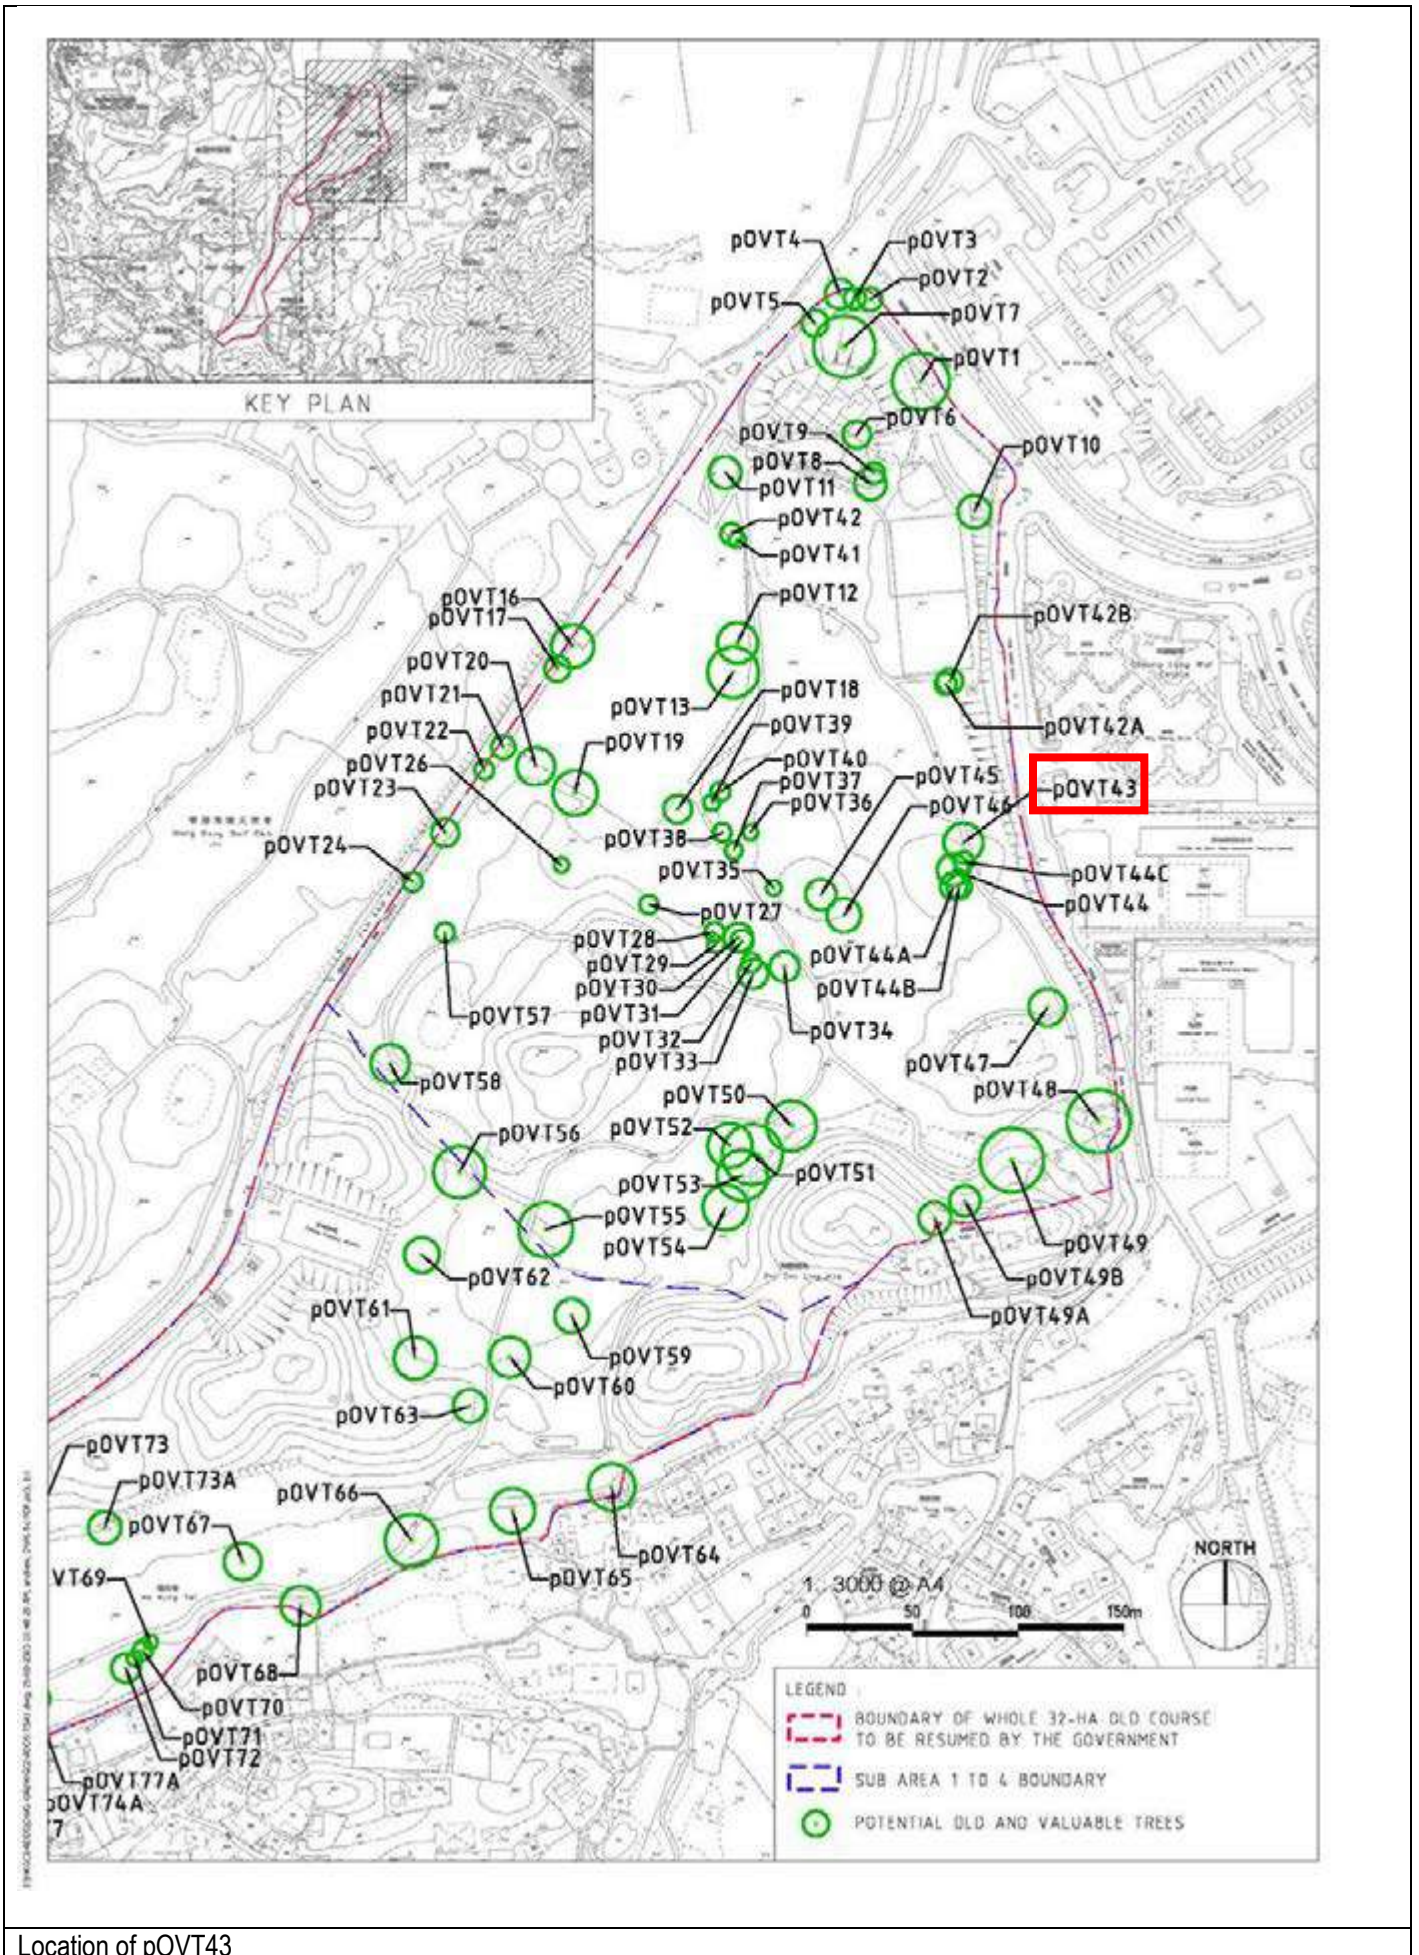 KEY PLAN
pOVT4
pOVT3
pOVT2
pOVT5
pOVT7
pOVT1
pOVT6
pOVT9
pOVT10
pOVT8
pOVT11
pOVT42
pOVT41
pOVT12
pOVT16
pOVT17
pOVT42B
pOVT20
pOVT18
pOVT21
pOVT13
pOVT39
pOVT42A
pOVT22
pOVT19
pOVT40
pOVT26
pOVT37
pOVT45
pOVT23
pOVT36
pOVT46
pOVT43
pOVT38
pOVT24
pOVT35
pOVT44C
pOVT44
pOVT27
pOVT28
pOVT44A
pOVT29
pOVT30
pOVT44B
pOVT57
pOVT31
pOVT34
pOVT32
pOVT33
pOVT47
pOVT58
pOVT50
pOVT48
pOVT52
pOVT56
pOVT51
pOVT53
pOVT55
pOVT54
pOVT49
pOVT62
pOVT49B
pOVT61
pOVT49A
pOVT59
pOVT60
pOVT63
pOVT73
pOVT73A
pOVT66
pOVT67
pOVT64
pOVT65
VT69
pOVT68
pOVT70
pOVT71
pOVT72
pOVT77A
pOVT74A
7
NORTH
1 : 3000 @ A4
0 50 100 150m
LEGEND :
BOUNDARY OF WHOLE 32-HA OLD COURSE
TO BE RESUMED BY THE GOVERNMENT
SUB AREA 1 TO 4 BOUNDARY
POTENTIAL OLD AND VALUABLE TREES
Location of pOVT43